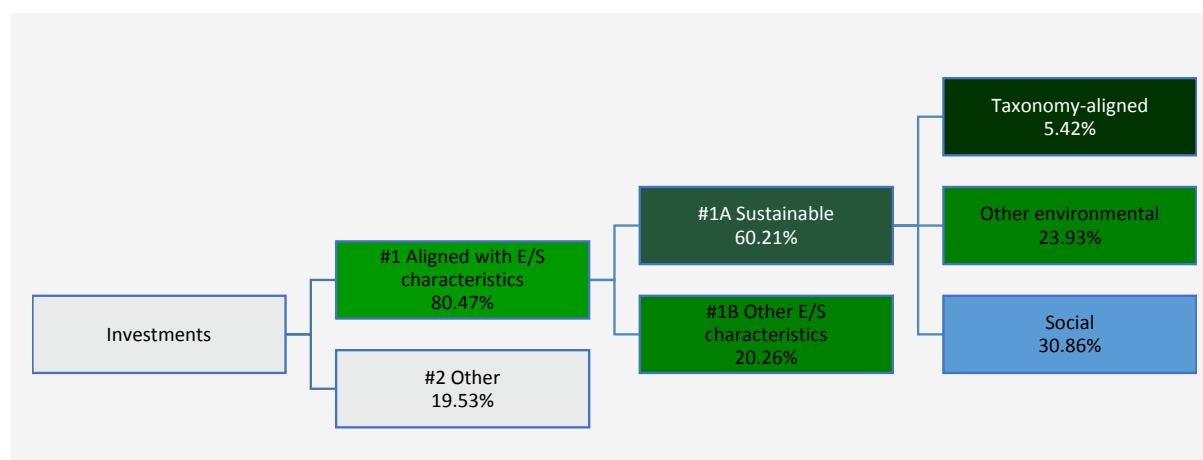 Investments
#1 Aligned with E/S
characteristics
80.47%
#2 Other
19.53%
#1A Sustainable
60.21%
#1B Other E/S
characteristics
20.26%
Taxonomy-aligned
5.42%
Other environmental
23.93%
Social
30.86%